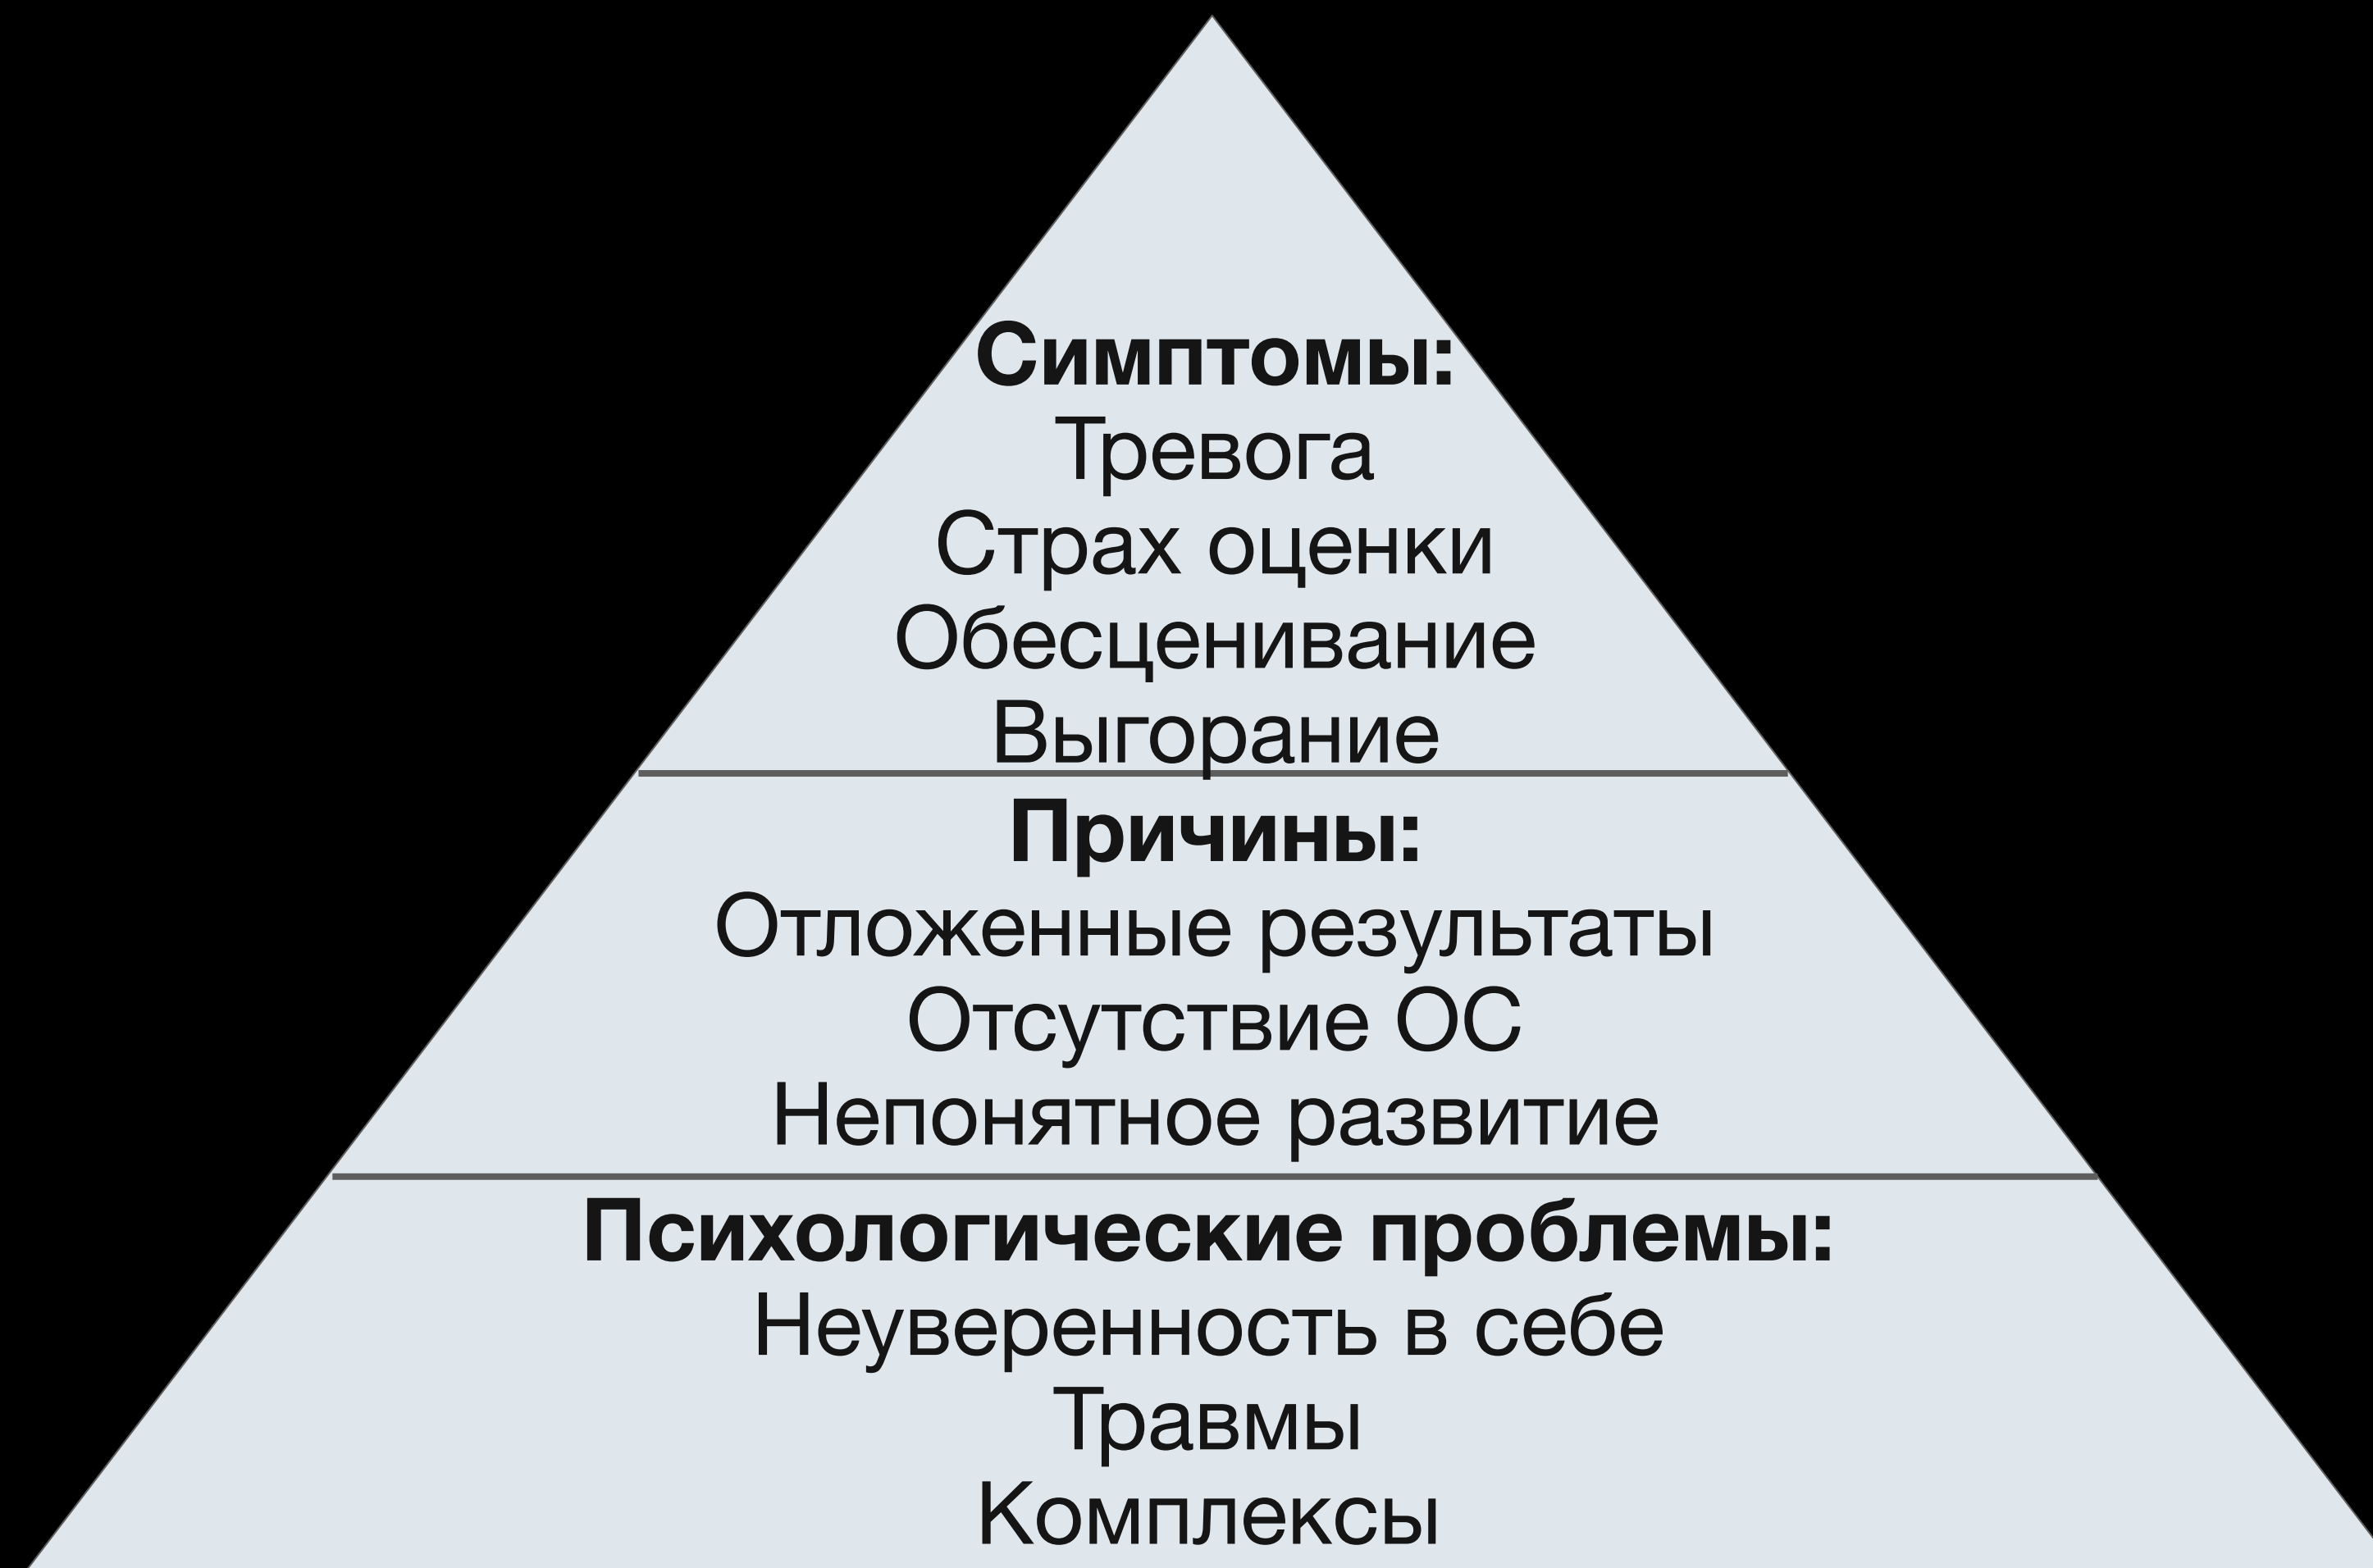 Симптомы:
Тревога
Страх оценки
Обесценивание
Выгорание
Причины:
Отложенные результаты
Отсутствие ОС
Непонятное развитие
Психологические проблемы:
Неуверенность в себе
Травмы
Комплексы